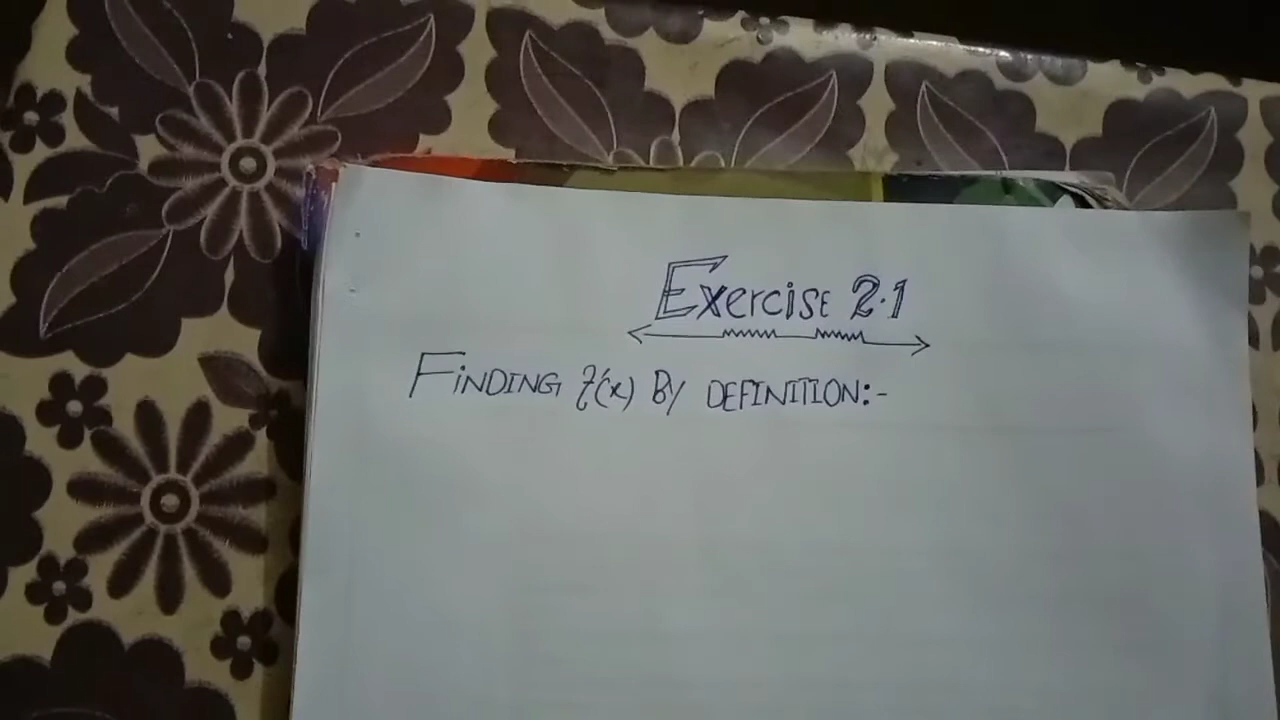 Exercise 2.1
FINDING f'(x) BY DEFINITION:-